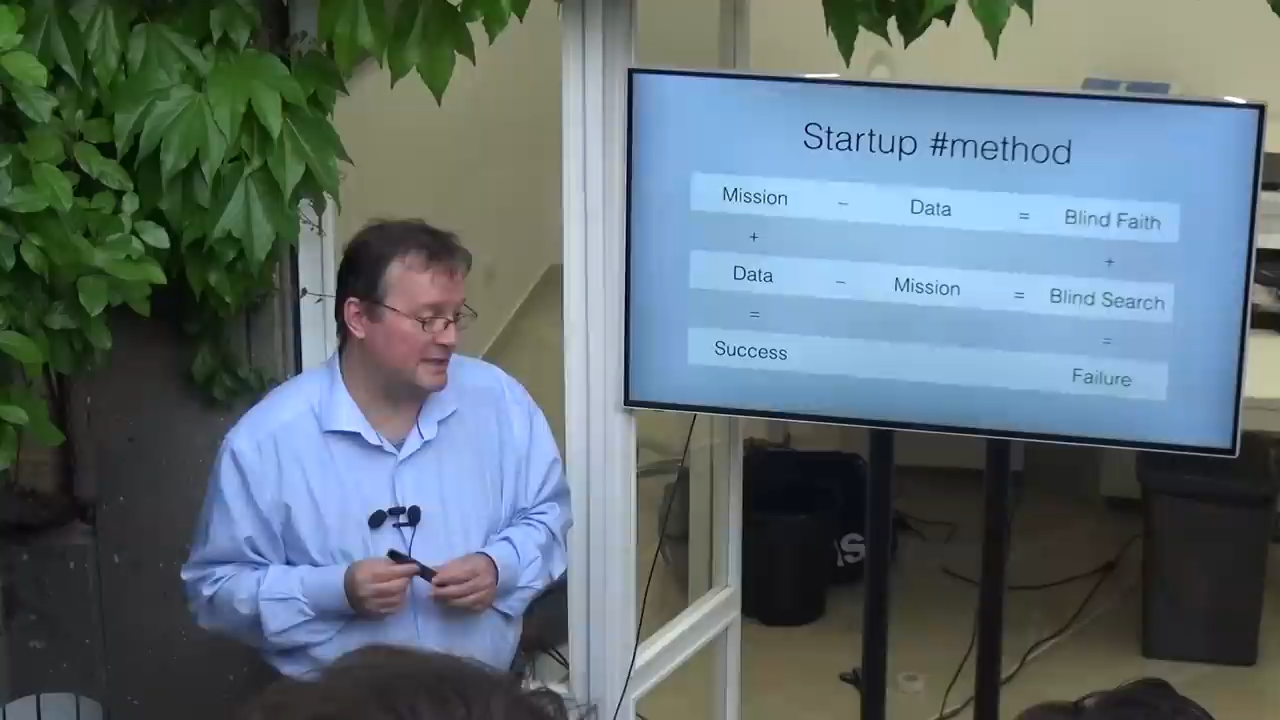 Startup #method
Mission – Data = Blind Faith
+ +
Data – Mission = Blind Search
= =
Success Failure